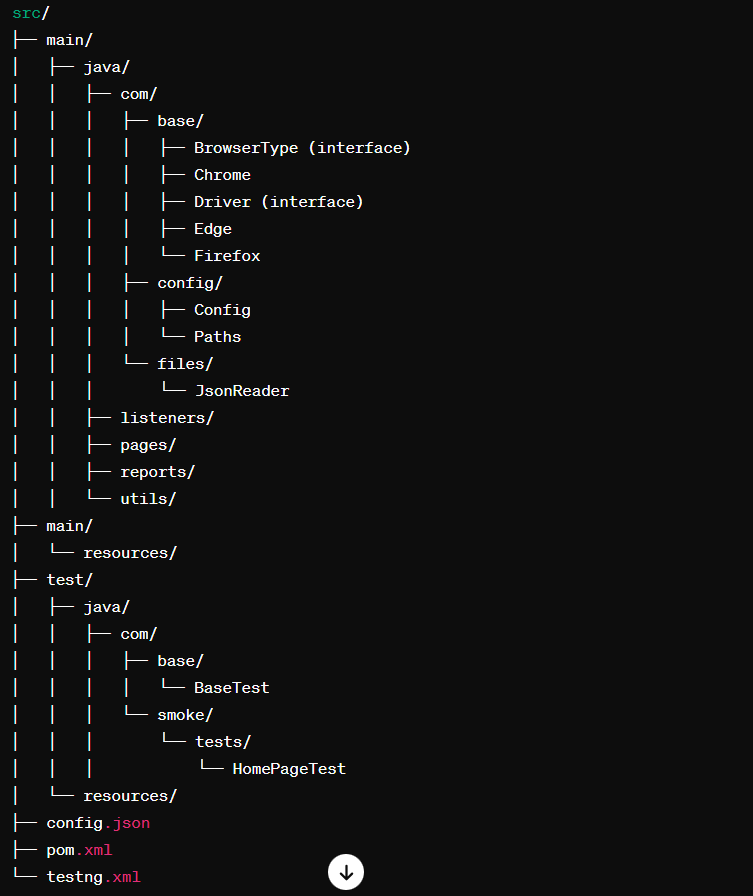 src/
├── main/
│   ├── java/
│   │   ├── com/
│   │   │   ├── base/
│   │   │   │   ├── BrowserType (interface)
│   │   │   │   ├── Chrome
│   │   │   │   ├── Driver (interface)
│   │   │   │   ├── Edge
│   │   │   │   └── Firefox
│   │   │   ├── config/
│   │   │   │   ├── Config
│   │   │   │   └── Paths
│   │   │   └── files/
│   │   │       └── JsonReader
│   │   ├── listeners/
│   │   ├── pages/
│   │   ├── reports/
│   │   └── utils/
├── main/
│   └── resources/
├── test/
│   ├── java/
│   │   ├── com/
│   │   │   ├── base/
│   │   │   │   └── BaseTest
│   │   │   └── smoke/
│   │   │       └── tests/
│   │   │           └── HomePageTest
│   └── resources/
├── config.json
├── pom.xml
└── testng.xml